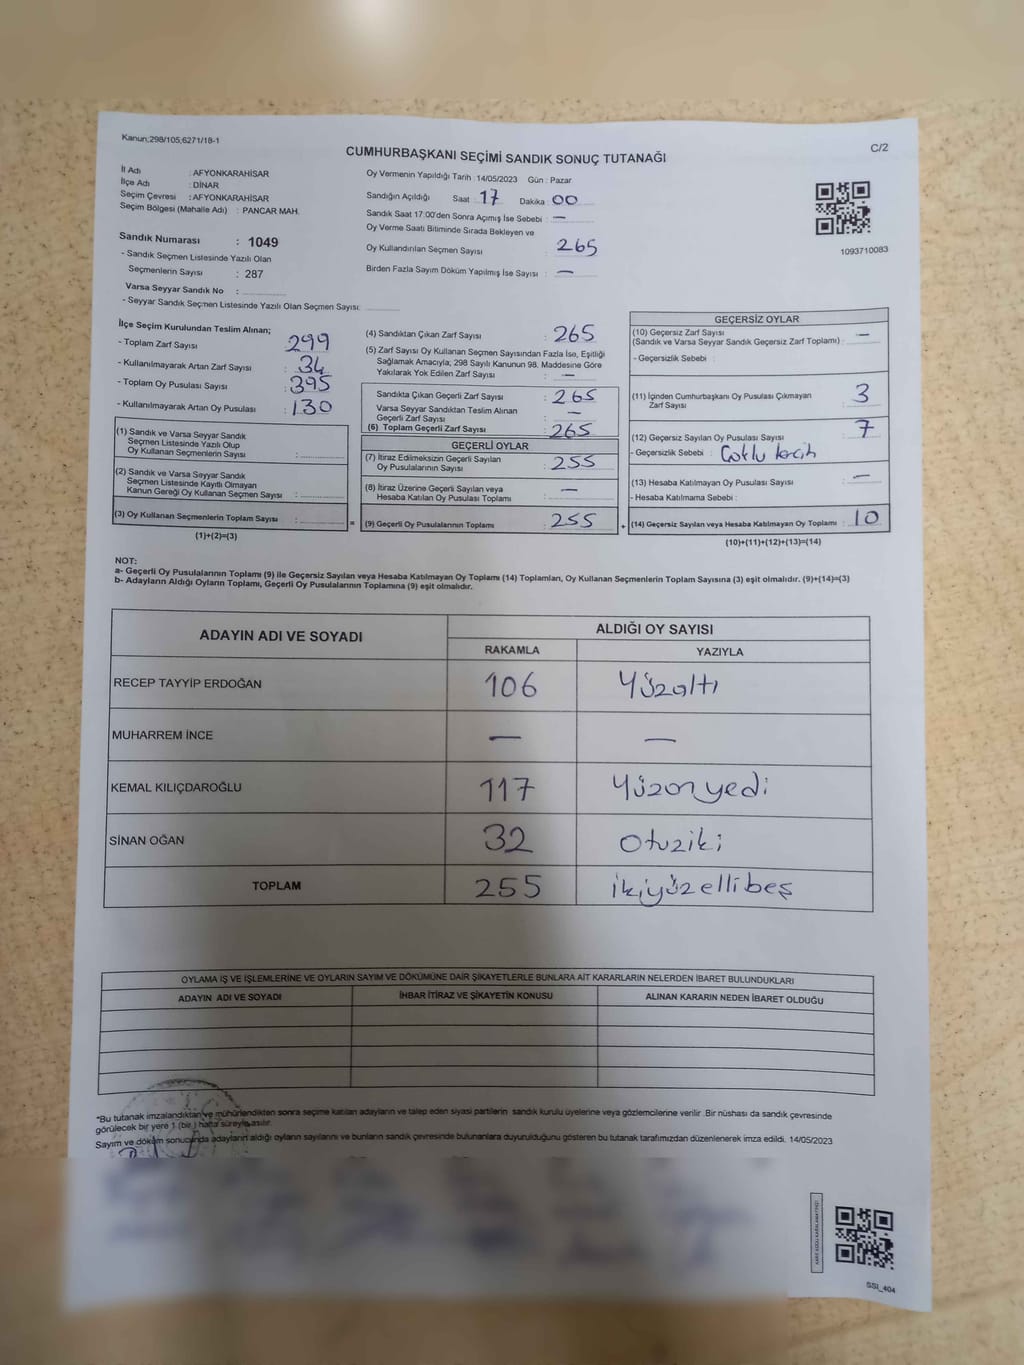 Kanun;298/105,6271/18-1
C/2
CUMHURBAŞKANI SEÇİMİ SANDIK SONUÇ TUTANAĞI
İl Adı : AFYONKARAHİSAR
İlçe Adı : DİNAR
Seçim Çevresi : AFYONKARAHİSAR
Seçim Bölgesi (Mahalle Adı) : PANCAR MAH.
Sandık Numarası : 1049
- Sandık Seçmen Listesinde Yazılı Olan
Seçmenlerin Sayısı : 287
Varsa Seyyar Sandık No :
- Seyyar Sandık Seçmen Listesinde Yazılı Olan Seçmen Sayısı:
Oy Vermenin Yapıldığı Tarih : 14/05/2023 Gün : Pazar
Sandığın Açıldığı Saat : 17 Dakika : 00
Sandık Saat 17:00'den Sonra Açımış İse Sebebi : —
Oy Verme Saati Bitiminde Sırada Bekleyen ve
Oy Kullandırılan Seçmen Sayısı : 265
Birden Fazla Sayım Döküm Yapılmış İse Sayısı : —
1093710083
İlçe Seçim Kurulundan Teslim Alınan;
- Toplam Zarf Sayısı : 299
- Kullanılmayarak Artan Zarf Sayısı : 34
- Toplam Oy Pusulası Sayısı : 395
- Kullanılmayarak Artan Oy Pusulası : 130
(1) Sandık ve Varsa Seyyar Sandık
Seçmen Listesinde Yazılı Olup
Oy Kullanan Seçmenlerin Sayısı :
(2) Sandık ve Varsa Seyyar Sandık
Seçmen Listesinde Kayıtlı Olmayan
Kanun Gereği Oy Kullanan Seçmen Sayısı :
(3) Oy Kullanan Seçmenlerin Toplam Sayısı :
(1)+(2)=(3)
(4) Sandıktan Çıkan Zarf Sayısı : 265
(5) Zarf Sayısı Oy Kullanan Seçmen Sayısından Fazla İse, Eşitliği
Sağlamak Amacıyla; 298 Sayılı Kanunun 98. Maddesine Göre
Yakılarak Yok Edilen Zarf Sayısı : —
Sandıkta Çıkan Geçerli Zarf Sayısı : 265
Varsa Seyyar Sandıktan Teslim Alınan
Geçerli Zarf Sayısı : —
(6) Toplam Geçerli Zarf Sayısı : 265
GEÇERLİ OYLAR
(7) İtiraz Edilmeksizin Geçerli Sayılan
Oy Pusulalarının Sayısı : 255
(8) İtiraz Üzerine Geçerli Sayılan veya
Hesaba Katılan Oy Pusulası Toplamı : —
= (9) Geçerli Oy Pusulalarının Toplamı : 255
GEÇERSİZ OYLAR
(10) Geçersiz Zarf Sayısı
(Sandık ve Varsa Seyyar Sandık Geçersiz Zarf Toplamı) : —
- Geçersizlik Sebebi :
(11) İçinden Cumhurbaşkanı Oy Pusulası Çıkmayan
Zarf Sayısı : 3
(12) Geçersiz Sayılan Oy Pusulası Sayısı : 7
- Geçersizlik Sebebi : Çoklu tercih
(13) Hesaba Katılmayan Oy Pusulası Sayısı : —
- Hesaba Katılmama Sebebi :
+ (14) Geçersiz Sayılan veya Hesaba Katılmayan Oy Toplamı : 10
(10)+(11)+(12)+(13)=(14)
NOT:
a- Geçerli Oy Pusulalarının Toplamı (9) ile Geçersiz Sayılan veya Hesaba Katılmayan Oy Toplamı (14) Toplamları, Oy Kullanan Seçmenlerin Toplam Sayısına (3) eşit olmalıdır. (9)+(14)=(3)
b- Adayların Aldığı Oyların Toplamı, Geçerli Oy Pusulalarının Toplamına (9) eşit olmalıdır.
ADAYIN ADI VE SOYADI ALDIĞI OY SAYISI
RAKAMLA YAZIYLA
RECEP TAYYİP ERDOĞAN 106 Yüzaltı
MUHARREM İNCE — —
KEMAL KILIÇDAROĞLU 117 Yüzonyedi
SİNAN OĞAN 32 Otuziki
TOPLAM 255 ikiyüzellibeş
OYLAMA İŞ VE İŞLEMLERİNE VE OYLARIN SAYIM VE DÖKÜMÜNE DAİR ŞİKAYETLERLE BUNLARA AİT KARARLARIN NELERDEN İBARET BULUNDUKLARI
ADAYIN ADI VE SOYADI İHBAR İTİRAZ VE ŞİKAYETİN KONUSU ALINAN KARARIN NEDEN İBARET OLDUĞU
*Bu tutanak imzalandıktan ve mühürlendikten sonra seçime katılan adayların ve talep eden siyasi partilerin sandık kurulu üyelerine veya gözlemcilerine verilir. Bir nüshası da sandık çevresinde
görülecek bir yere 1 (bir) hafta süreyle asılır.
Sayım ve döküm sonucunda adayların aldığı oyların sayılarını ve bunların sandık çevresinde bulunanlara duyurulduğunu gösteren bu tutanak tarafımızdan düzenlenerek imza edildi. 14/05/2023
SSI_404